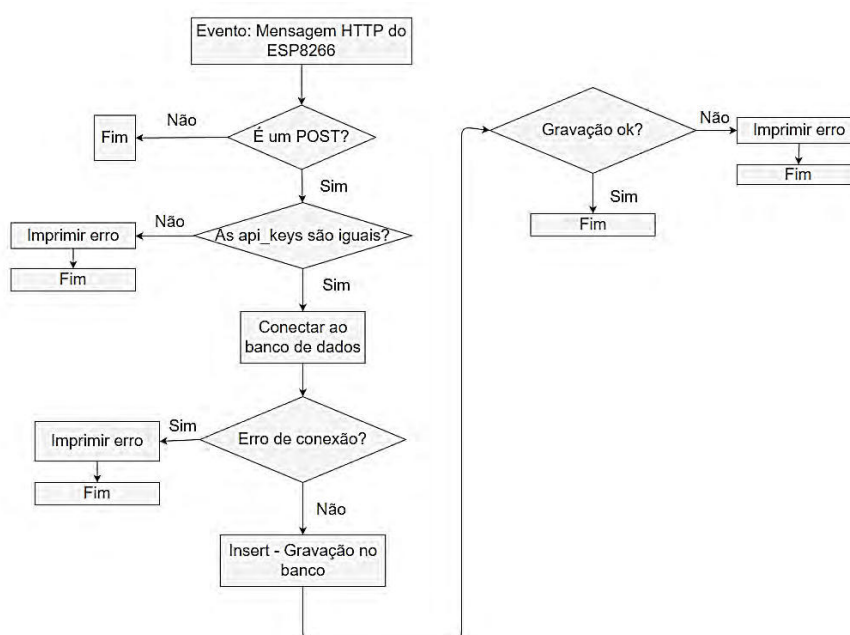 Evento: Mensagem HTTP do
ESP8266
Não
Fim
É um POST?
Sim
Não
Imprimir erro
As api_keys são iguais?
Fim
Sim
Conectar ao
banco de dados
Sim
Imprimir erro
Erro de conexão?
Fim
Não
Insert - Gravação no
banco
Gravação ok?
Não
Imprimir erro
Fim
Sim
Fim